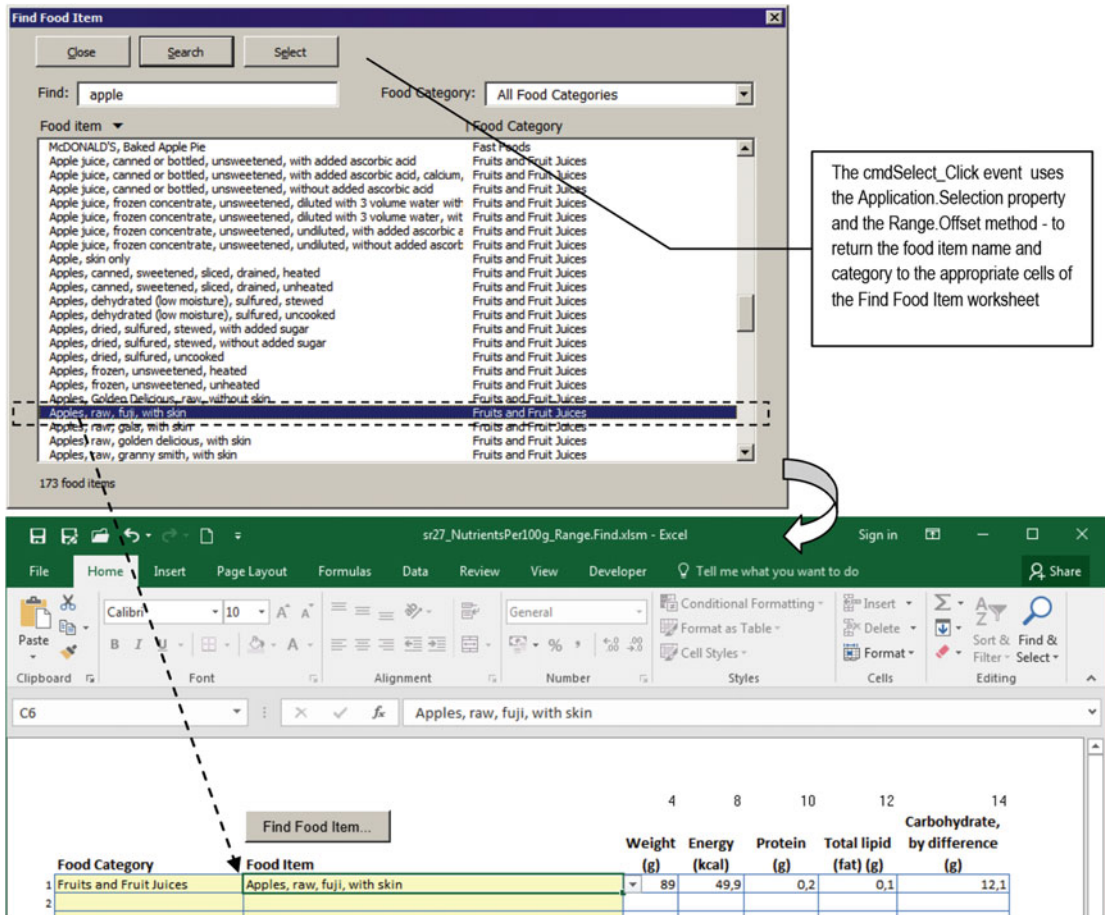 Find Food Item
Close Search Select
Find: apple Food Category: All Food Categories
Food item Food Category
McDONALD'S, Baked Apple Pie Fast Foods
Apple juice, canned or bottled, unsweetened, with added ascorbic acid Fruits and Fruit Juices
Apple juice, canned or bottled, unsweetened, with added ascorbic acid, calcium, Fruits and Fruit Juices
Apple juice, canned or bottled, unsweetened, without added ascorbic acid Fruits and Fruit Juices
Apple juice, frozen concentrate, unsweetened, diluted with 3 volume water with Fruits and Fruit Juices
Apple juice, frozen concentrate, unsweetened, diluted with 3 volume water, wit Fruits and Fruit Juices
Apple juice, frozen concentrate, unsweetened, undiluted, with added ascorbic a Fruits and Fruit Juices
Apple juice, frozen concentrate, unsweetened, undiluted, without added ascorb Fruits and Fruit Juices
Apple, skin only Fruits and Fruit Juices
Apples, canned, sweetened, sliced, drained, heated Fruits and Fruit Juices
Apples, canned, sweetened, sliced, drained, unheated Fruits and Fruit Juices
Apples, dehydrated (low moisture), sulfured, stewed Fruits and Fruit Juices
Apples, dehydrated (low moisture), sulfured, uncooked Fruits and Fruit Juices
Apples, dried, sulfured, stewed, with added sugar Fruits and Fruit Juices
Apples, dried, sulfured, stewed, without added sugar Fruits and Fruit Juices
Apples, dried, sulfured, uncooked Fruits and Fruit Juices
Apples, frozen, unsweetened, heated Fruits and Fruit Juices
Apples, frozen, unsweetened, unheated Fruits and Fruit Juices
Apples, Golden Delicious, raw, without skin Fruits and Fruit Juices
Apples, raw, fuji, with skin Fruits and Fruit Juices
Apples, raw, gala, with skin Fruits and Fruit Juices
Apples, raw, golden delicious, with skin Fruits and Fruit Juices
Apples, raw, granny smith, with skin Fruits and Fruit Juices
173 food items
The cmdSelect_Click event uses
the Application.Selection property
and the Range.Offset method - to
return the food item name and
category to the appropriate cells of
the Find Food Item worksheet
sr27_NutrientsPer100g_Range.Find.xlsm - Excel Sign in
File Home Insert Page Layout Formulas Data Review View Developer Tell me what you want to do Share
Paste Calibri 10 A A General Conditional Formatting Insert
B I U A % , Format as Table Delete Sort & Find &
Cell Styles Format Filter Select
Clipboard Font Alignment Number Styles Cells Editing
C6 fx Apples, raw, fuji, with skin
4 8 10 12 14
Find Food Item...
Carbohydrate,
Weight Energy Protein Total lipid by difference
Food Category Food Item (g) (kcal) (g) (fat) (g) (g)
1 Fruits and Fruit Juices Apples, raw, fuji, with skin 89 49,9 0,2 0,1 12,1
2